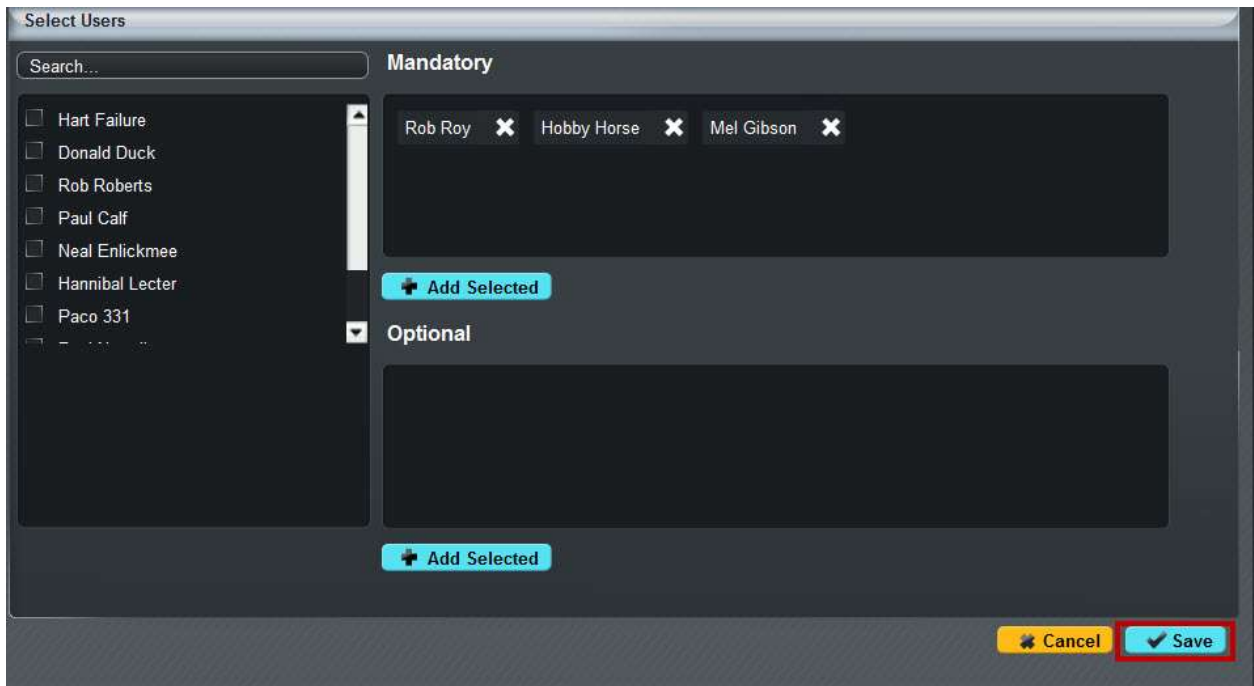 Select Users
Search...
Hart Failure
Donald Duck
Rob Roberts
Paul Calf
Neal Enlickmee
Hannibal Lecter
Paco 331
Mandatory
Rob Roy Hobby Horse Mel Gibson
Add Selected
Optional
Add Selected
Cancel Save